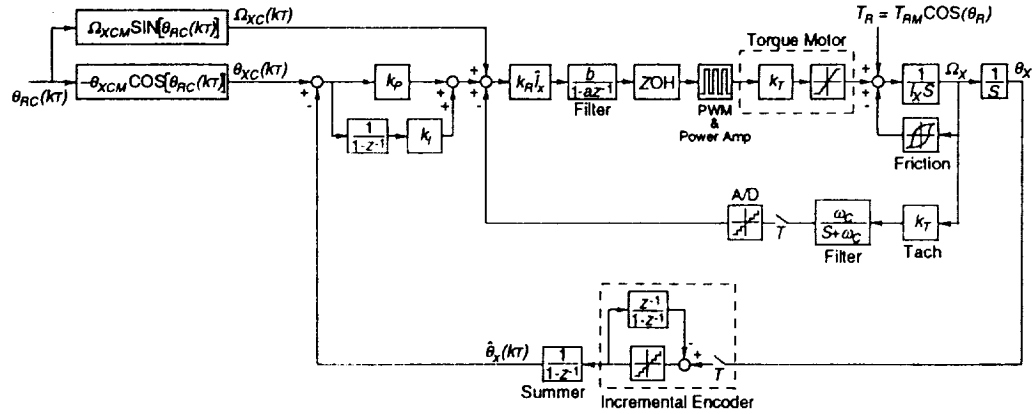 Ω_XCM SIN[θ_RC(kT)]
Ω_XC(kT)
-θ_XCM COS[θ_RC(kT)]
θ_XC(kT)
θ_RC(kT)
+
-
k_P
1/(1-z⁻¹)
k_I
+
+
+
+
-
k_R Î_x
b/(1-az⁻¹)
Filter
ZOH
PWM
&
Power Amp
Torque Motor
k_T
T_R = T_RM COS(θ_R)
+
-
-
1/(I_X S)
Ω_X
1/S
θ_X
Friction
A/D
T
ω_C/(S+ω_C)
Filter
k_T
Tach
z⁻¹/(1-z⁻¹)
-
+
T
θ̂_x(kT)
1/(1-z⁻¹)
Summer
Incremental Encoder